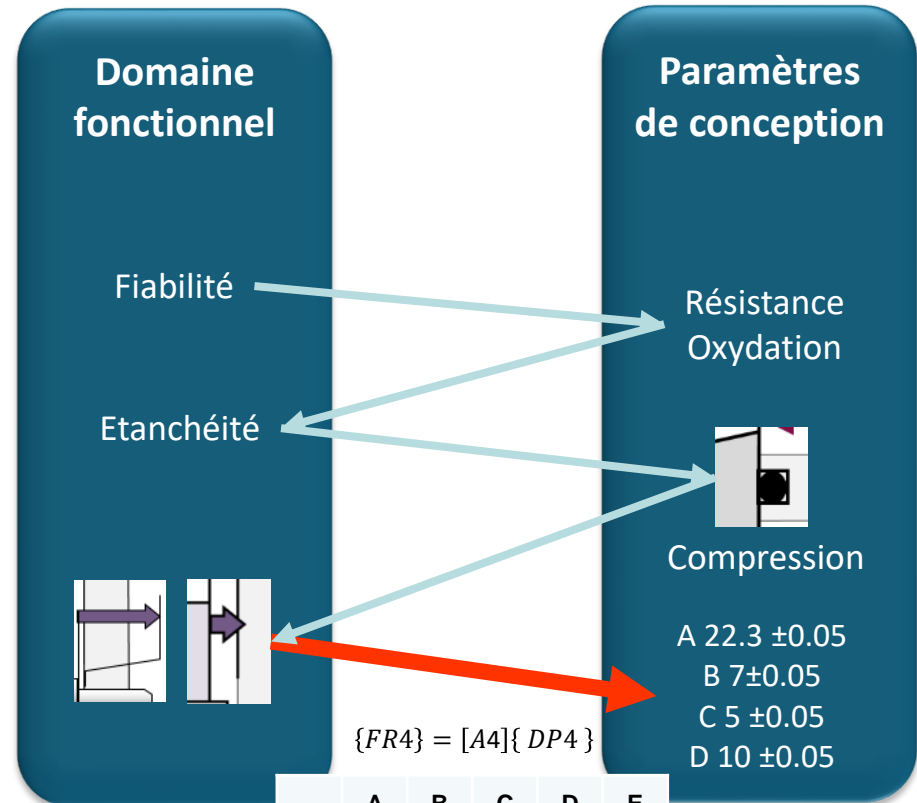 Domaine
fonctionnel
Paramètres
de conception
Fiabilité
Résistance
Oxydation
Etanchéité
Compression
A 22.3 ±0.05
B 7±0.05
C 5 ±0.05
D 10 ±0.05
{FR4} = [A4]{ DP4 }
A B C D E